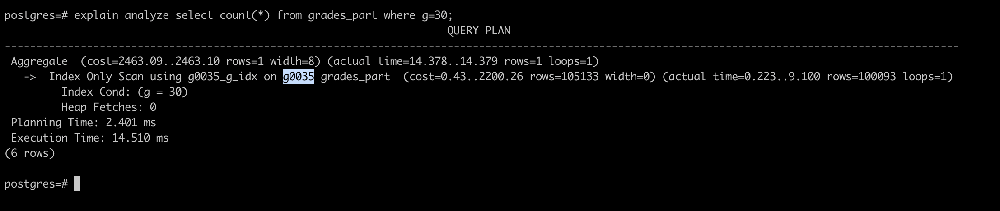 postgres=# explain analyze select count(*) from grades_part where g=30;
QUERY PLAN
-------------------------------------------------------------------------------------------------------------------------------------------------------
Aggregate  (cost=2463.09..2463.10 rows=1 width=8) (actual time=14.378..14.379 rows=1 loops=1)
->  Index Only Scan using g0035_g_idx on g0035 grades_part  (cost=0.43..2200.26 rows=105133 width=0) (actual time=0.223..9.100 rows=100093 loops=1)
Index Cond: (g = 30)
Heap Fetches: 0
Planning Time: 2.401 ms
Execution Time: 14.510 ms
(6 rows)
postgres=#